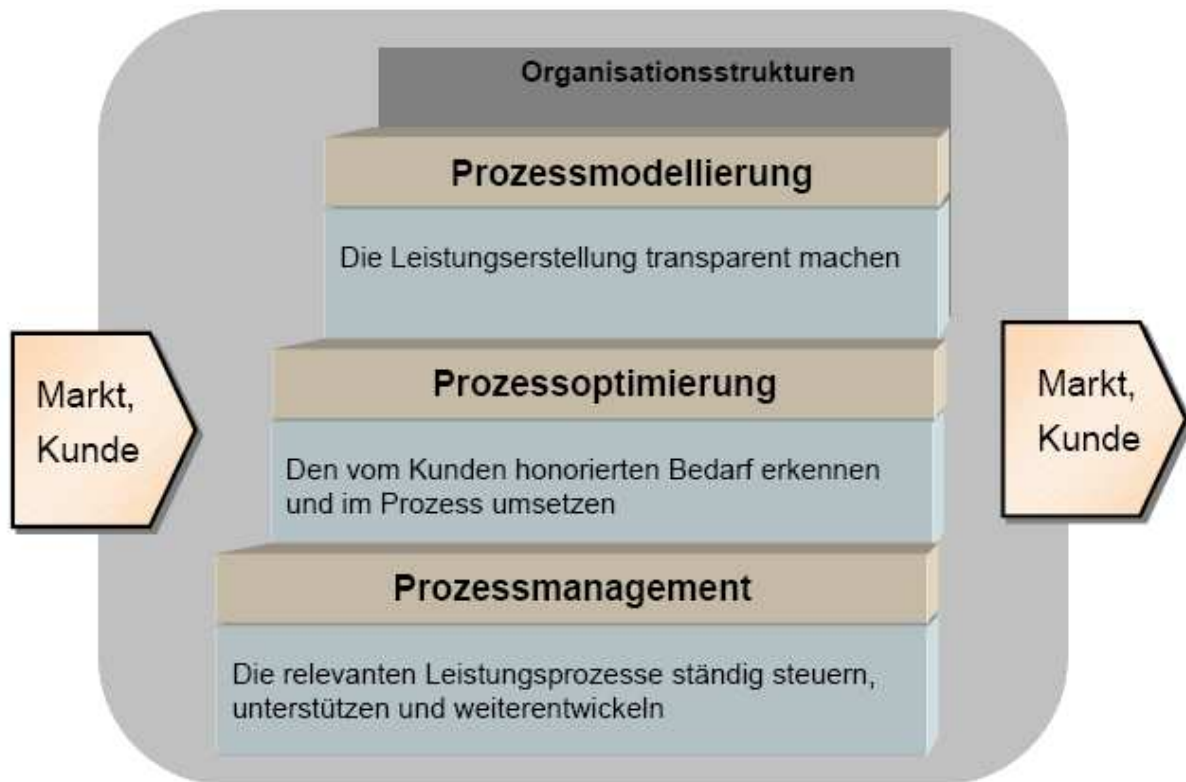 Organisationsstrukturen
Prozessmodellierung
Die Leistungserstellung transparent machen
Markt,
Kunde
Prozessoptimierung
Den vom Kunden honorierten Bedarf erkennen
und im Prozess umsetzen
Markt,
Kunde
Prozessmanagement
Die relevanten Leistungsprozesse ständig steuern,
unterstützen und weiterentwickeln